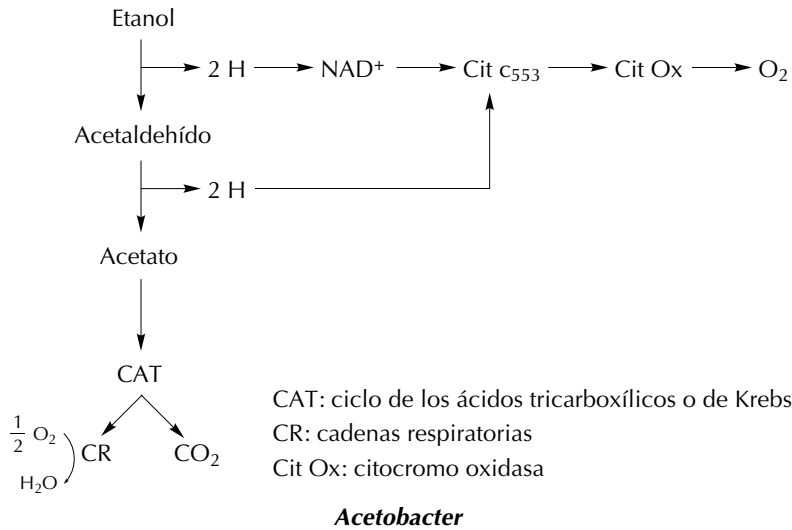 Etanol
2 H NAD⁺ Cit c₅₅₃ Cit Ox O₂
Acetaldehído
2 H
Acetato
CAT
CAT: ciclo de los ácidos tricarboxílicos o de Krebs
1/2 O₂
CR CO₂
CR: cadenas respiratorias
H₂O
Cit Ox: citocromo oxidasa
Acetobacter